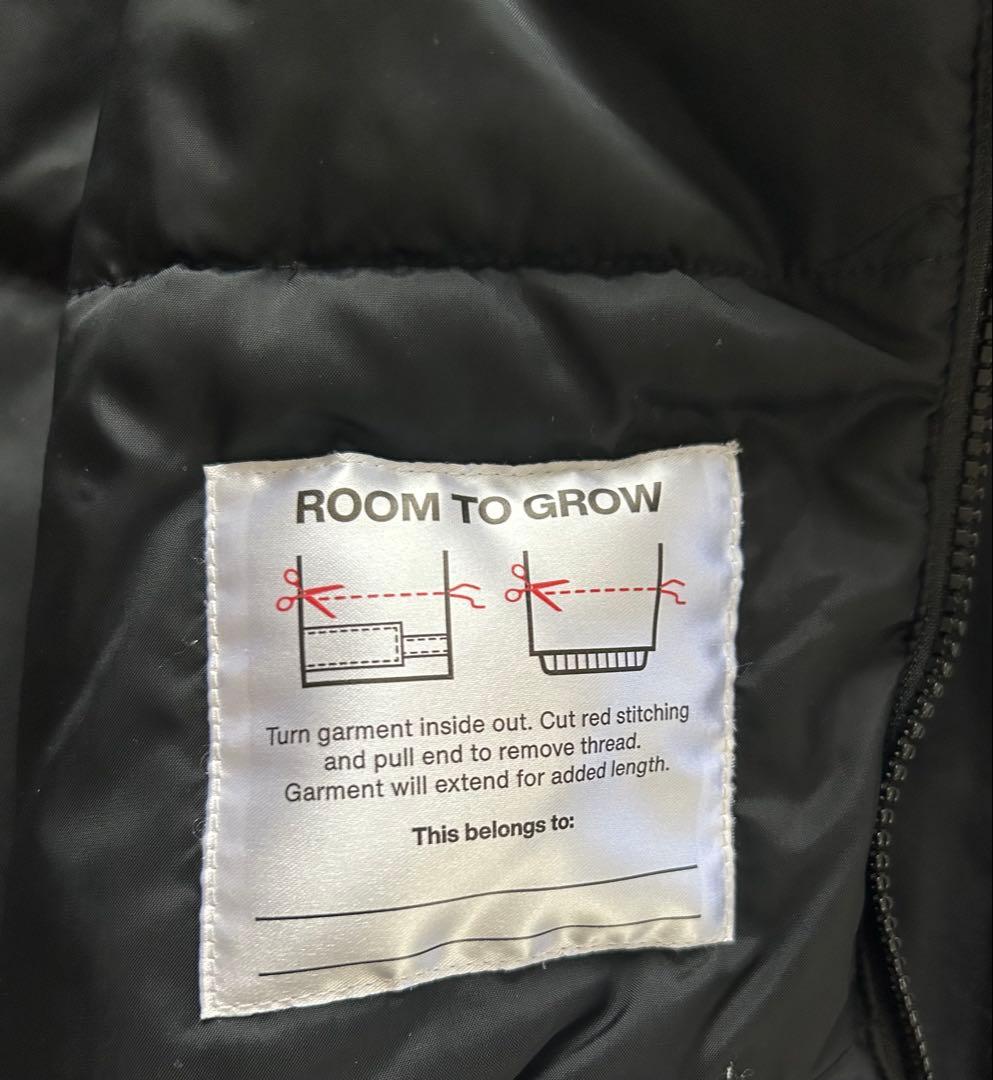 ROOM TO GROW
Turn garment inside out. Cut red stitching
and pull end to remove thread.
Garment will extend for added length.
This belongs to: